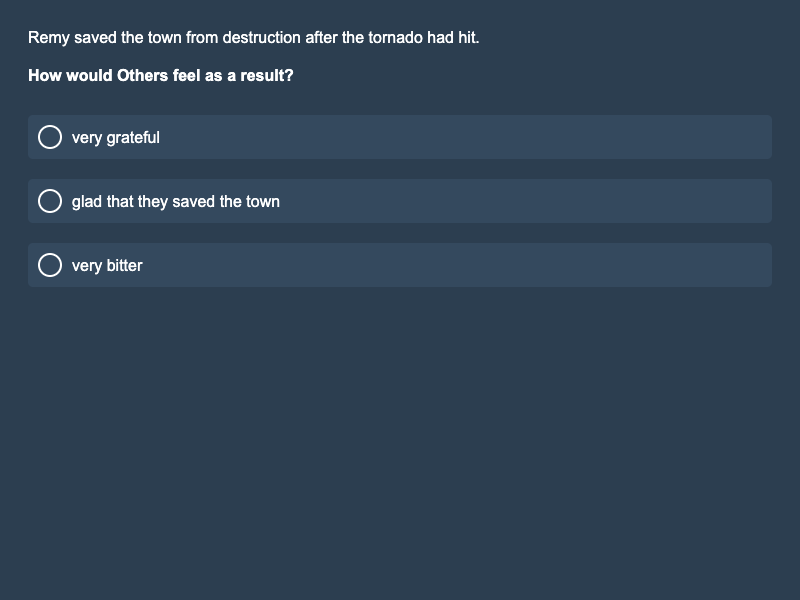 Remy saved the town from destruction after the tornado had hit.
How would Others feel as a result?
very grateful
glad that they saved the town
very bitter